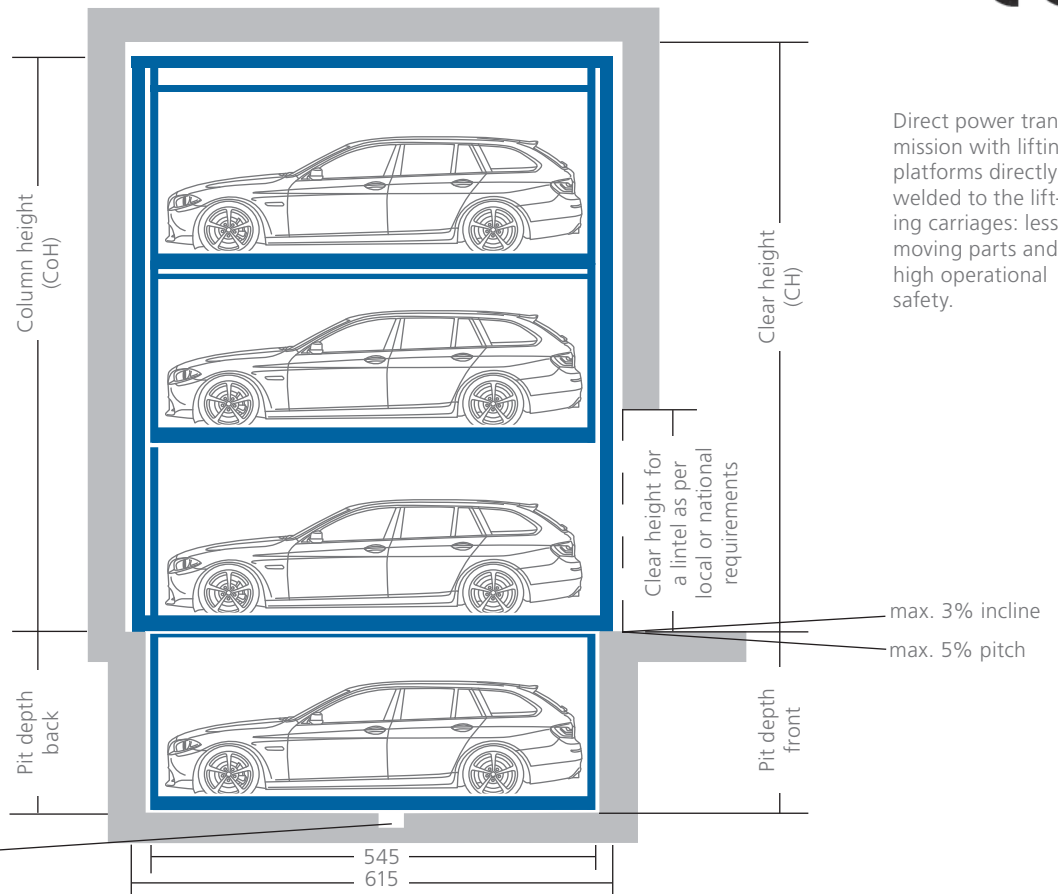 Column height
(CoH)
Clear height
(CH)
Direct power trans-
mission with lifting
platforms directly
welded to the lift-
ing carriages: less
moving parts and
high operational
safety.
Clear height for
a lintel as per
local or national
requirements
max. 3% incline
max. 5% pitch
Pit depth
back
Pit depth
front
545
615